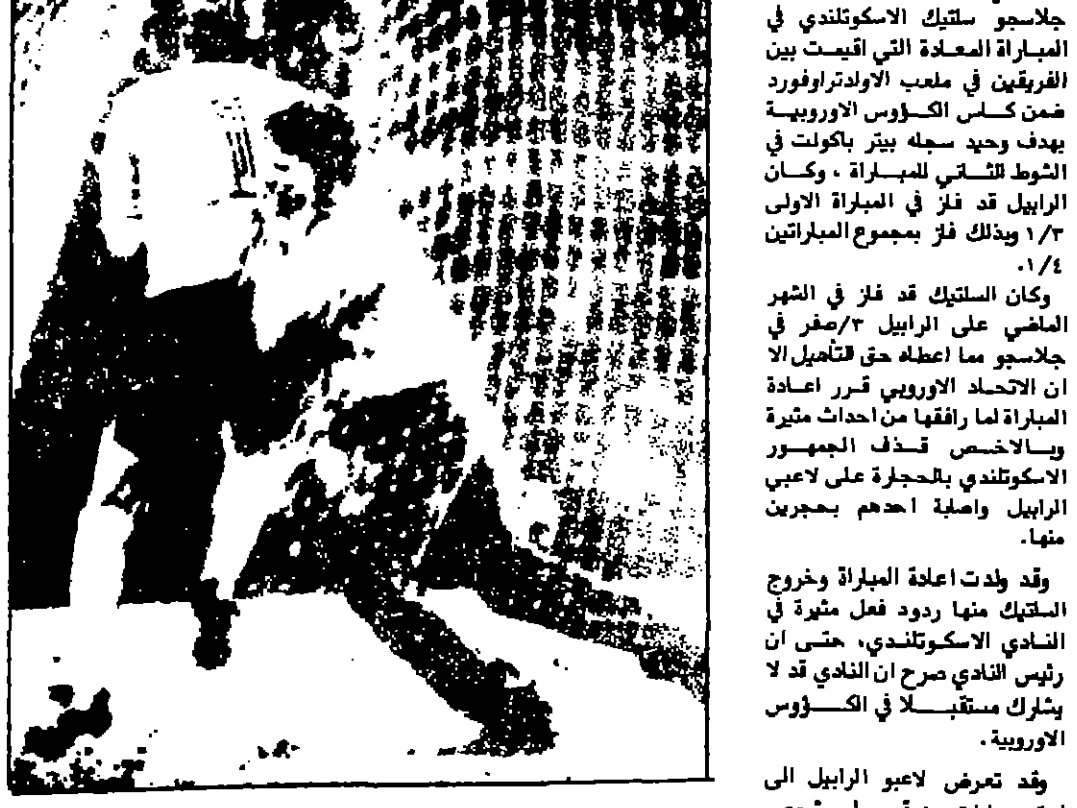 جلاسجو سلتيك الاسكوتلندي في
المباراة المعادة التي اقيمت بين
الفريقين في ملعب الاولدتراوفورد
ضمن كاس الكؤوس الاوروبية
بهدف وحيد سجله بيتر باكولت في
الشوط الثاني للمباراة ، وكان
الرابيل قد فاز في المباراة الاولى
١/٣ وبذلك فاز بمجموع المباراتين
١/٤.
وكان السلتيك قد فاز في الشهر
الماضي على الرابيل ٣/صفر في
جلاسجو مما اعطاه حق التأهيل الا
ان الاتحاد الاوروبي قرر اعادة
المباراة لما رافقها من احداث مثيرة
وبالاخص قذف الجمهور
الاسكوتلندي بالحجارة على لاعبي
الرابيل واصابة احدهم بحجرين
منها.
وقد ولدت اعادة المباراة وخروج
السلتيك منها ردود فعل مثيرة في
النادي الاسكوتلندي، حتى ان
رئيس النادي صرح ان النادي قد لا
يشارك مستقبلا في الكؤوس
الاوروبية.
وقد تعرض لاعبو الرابيل الى